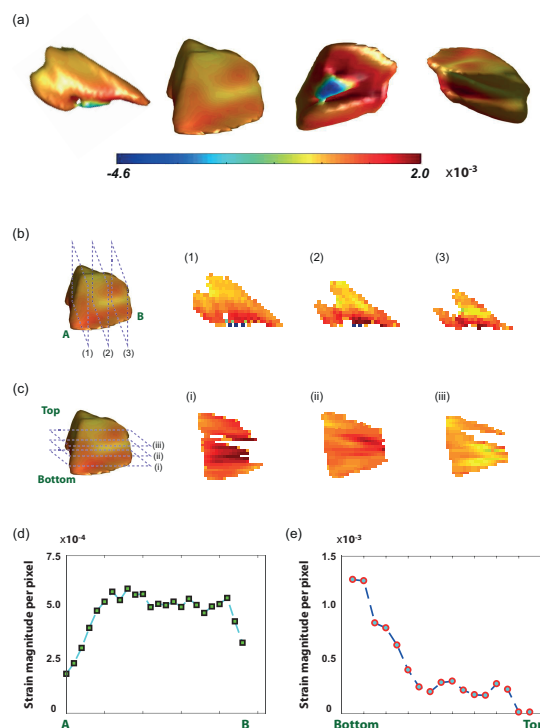 (a)
-4.6 2.0 x10⁻³
(b)
(1) (2) (3)
A B
(1) (2) (3)
(c)
(i) (ii) (iii)
Top
(iii)
(ii)
(i)
Bottom
(d) (e)
x10⁻⁴
7.5
5.0
2.5
0
Strain magnitude per pixel
A B
x10⁻³
1.5
1.0
0.5
0
Strain magnitude per pixel
Bottom Top